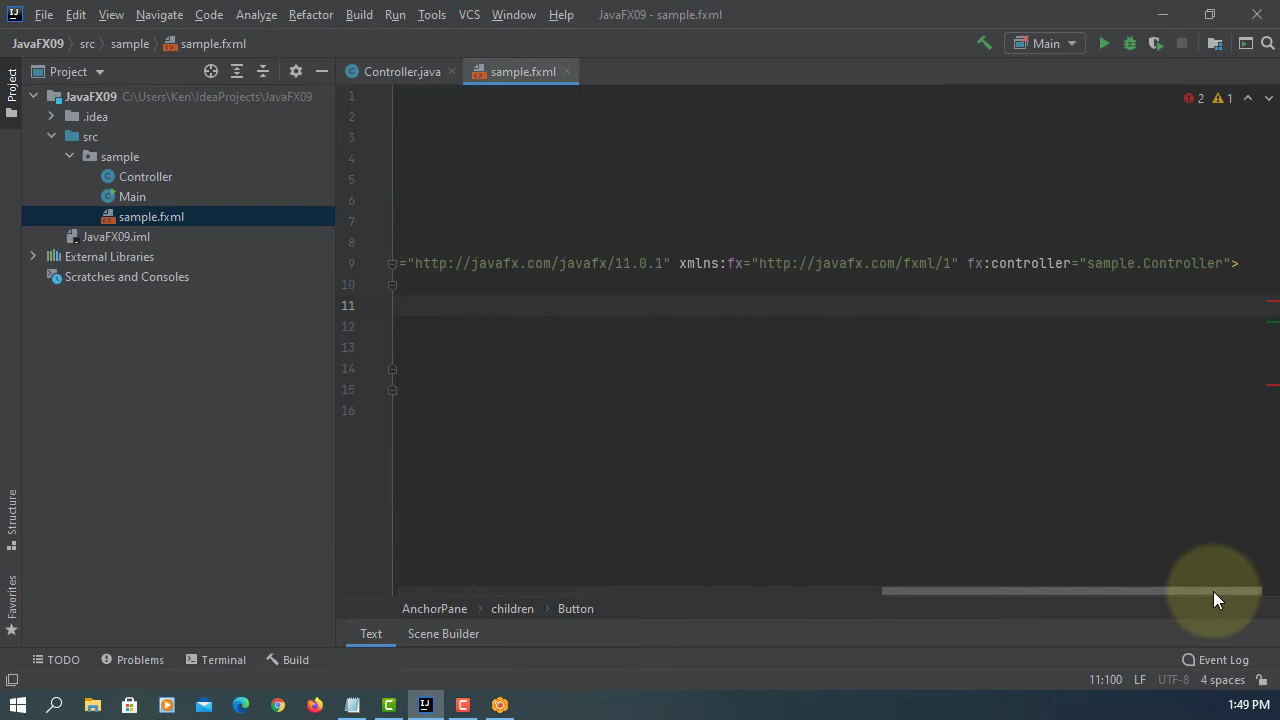 File Edit View Navigate Code Analyze Refactor Build Run Tools VCS Window Help JavaFX09 - sample.fxml
JavaFX09 src sample sample.fxml Main
Project Controller.java sample.fxml
Project
JavaFX09 C:\Users\Ken\IdeaProjects\JavaFX09
.idea
src
sample
Controller
Main
sample.fxml
JavaFX09.iml
External Libraries
Scratches and Consoles
2 1
1
2
3
4
5
6
7
8
9 ="http://javafx.com/javafx/11.0.1" xmlns:fx="http://javafx.com/fxml/1" fx:controller="sample.Controller">
10
11
12
13
14
15
16
Structure
Favorites
AnchorPane children Button
Text Scene Builder
TODO Problems Terminal Build Event Log
11:100 LF UTF-8 4 spaces
1:49 PM